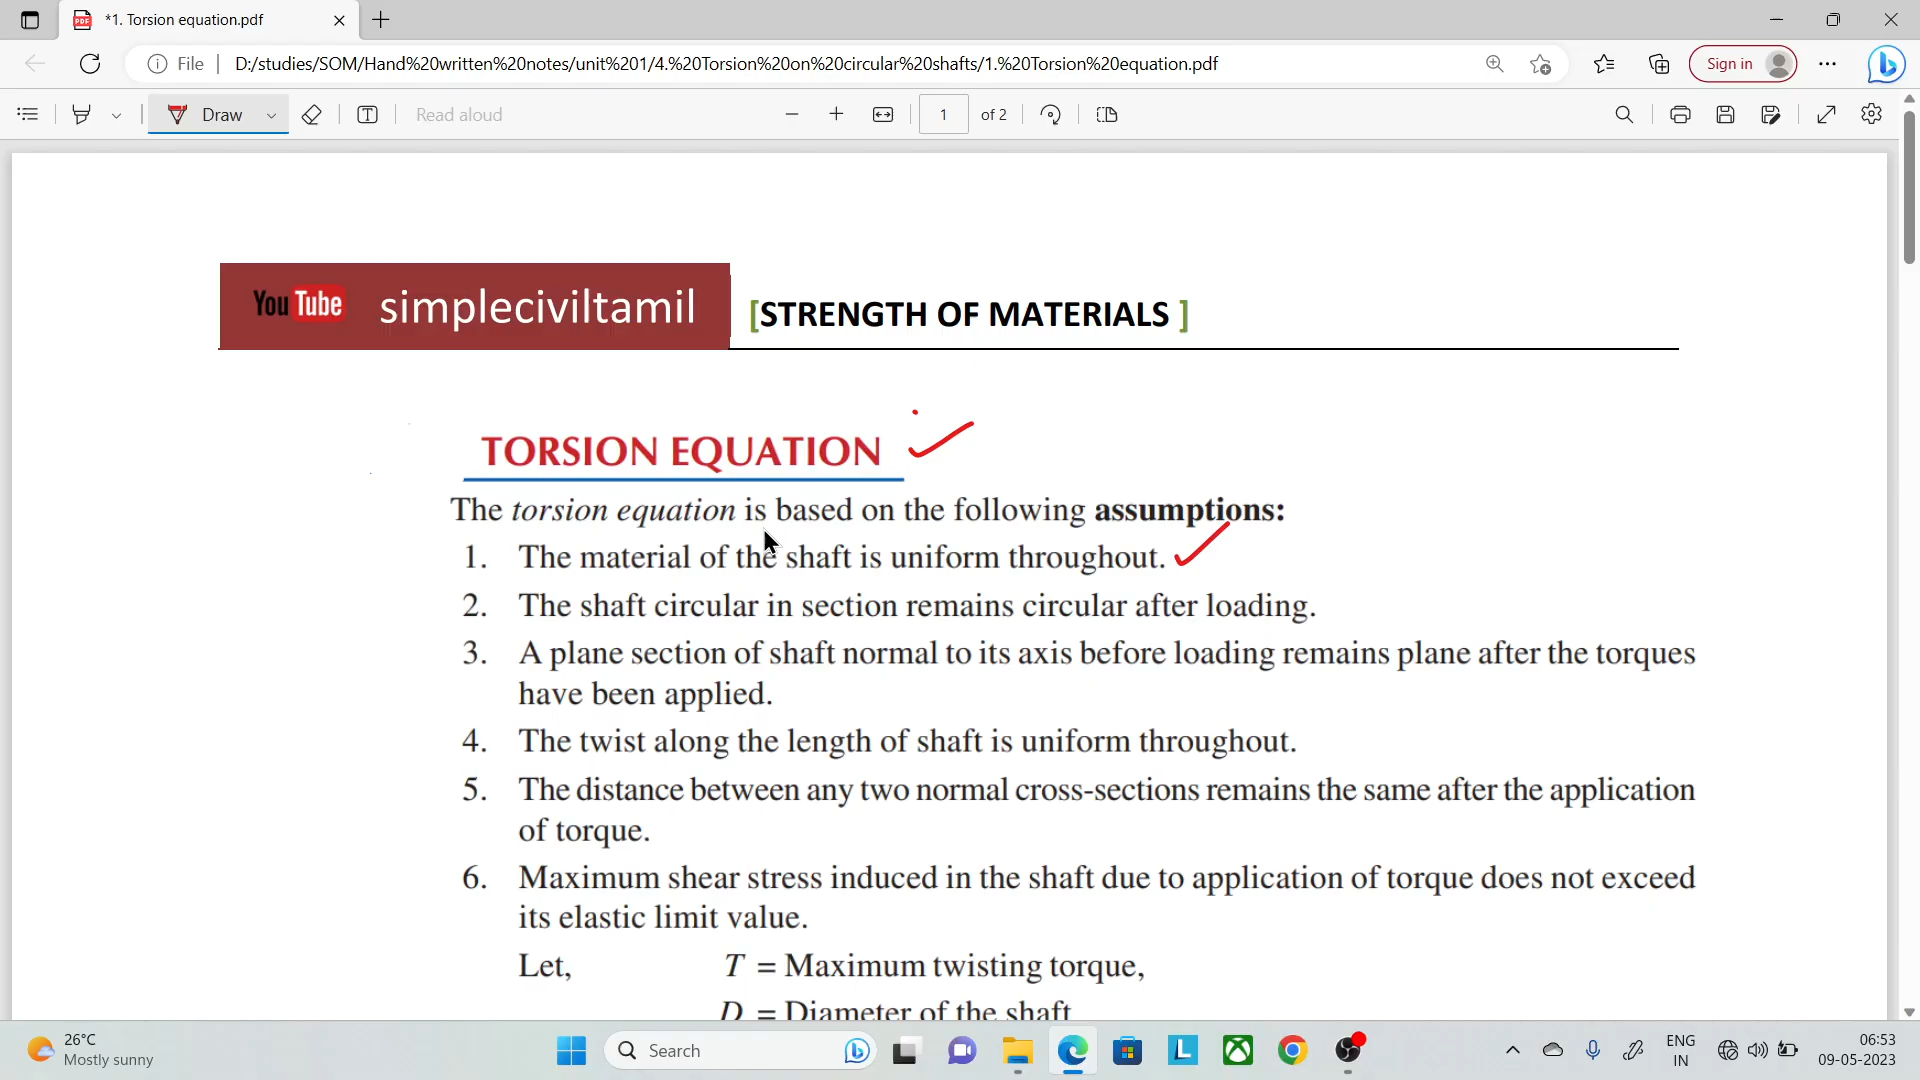 *1. Torsion equation.pdf
File
D:/studies/SOM/Hand%20written%20notes/unit%201/4.%20Torsion%20on%20circular%20shafts/1.%20Torsion%20equation.pdf
Sign in
Draw
Read aloud
1
of 2
YouTube simpleciviltamil [STRENGTH OF MATERIALS ]
TORSION EQUATION
The torsion equation is based on the following assumptions:
1. The material of the shaft is uniform throughout.
2. The shaft circular in section remains circular after loading.
3. A plane section of shaft normal to its axis before loading remains plane after the torques
have been applied.
4. The twist along the length of shaft is uniform throughout.
5. The distance between any two normal cross-sections remains the same after the application
of torque.
6. Maximum shear stress induced in the shaft due to application of torque does not exceed
its elastic limit value.
Let, T = Maximum twisting torque,
D = Diameter of the shaft
26°C
Mostly sunny
Search
ENG
IN
06:53
09-05-2023